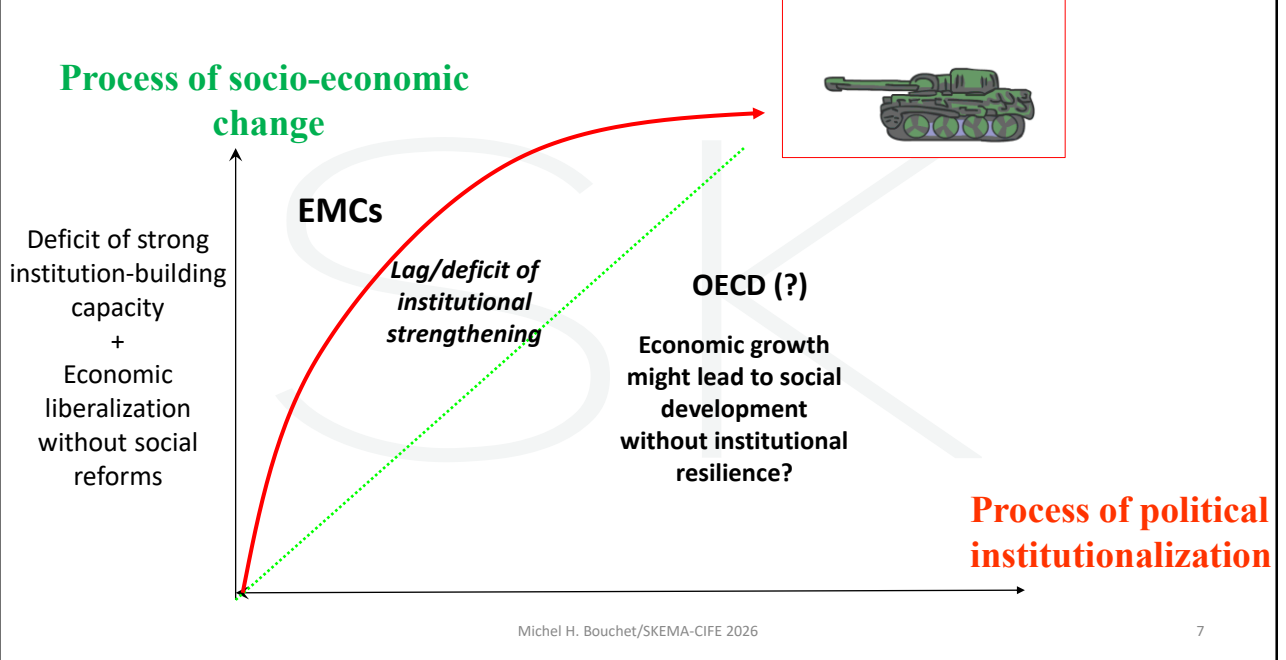 Process of socio-economic
change
EMCs
Deficit of strong
institution-building
capacity
+
Economic
liberalization
without social
reforms
Lag/deficit of
institutional
strengthening
OECD (?)
Economic growth
might lead to social
development
without institutional
resilience?
Process of political
institutionalization
Michel H. Bouchet/SKEMA-CIFE 2026
7
SK